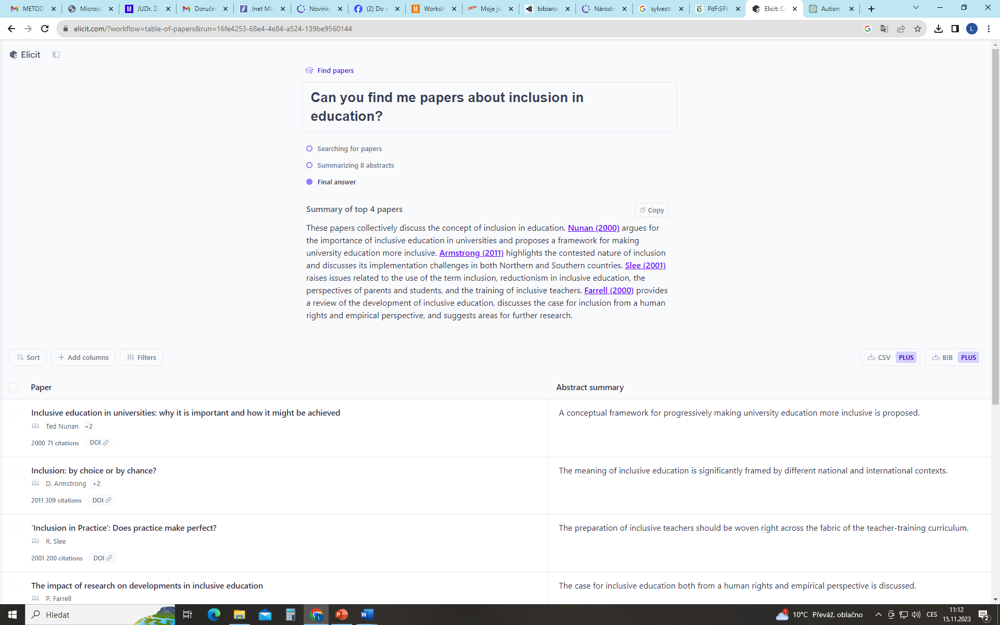 METOD
Microso
JUDr. Zu
Doruče
Inet MU
Novinky
(2) Do n
Worksh
Moje jíz
bibiana.
Národn
sylvestr
PdF:SPk
Elicit: Ca
Autism
elicit.com/?workflow=table-of-papers&run=16fe4253-68e4-4e84-a524-139be9560144
L
Elicit
Find papers
Can you find me papers about inclusion in
education?
Searching for papers
Summarizing 8 abstracts
Final answer
Summary of top 4 papers
Copy
These papers collectively discuss the concept of inclusion in education. Nunan (2000) argues for
the importance of inclusive education in universities and proposes a framework for making
university education more inclusive. Armstrong (2011) highlights the contested nature of inclusion
and discusses its implementation challenges in both Northern and Southern countries. Slee (2001)
raises issues related to the use of the term inclusion, reductionism in inclusive education, the
perspectives of parents and students, and the training of inclusive teachers. Farrell (2000) provides
a review of the development of inclusive education, discusses the case for inclusion from a human
rights and empirical perspective, and suggests areas for further research.
Sort
Add columns
Filters
CSV PLUS
BIB PLUS
Paper
Abstract summary
Inclusive education in universities: why it is important and how it might be achieved
Ted Nunan +2
2000 71 citations DOI
A conceptual framework for progressively making university education more inclusive is proposed.
Inclusion: by choice or by chance?
D. Armstrong +2
2011 309 citations DOI
The meaning of inclusive education is significantly framed by different national and international contexts.
'Inclusion in Practice': Does practice make perfect?
R. Slee
2001 200 citations DOI
The preparation of inclusive teachers should be woven right across the fabric of the teacher-training curriculum.
The impact of research on developments in inclusive education
P. Farrell
The case for inclusive education both from a human rights and empirical perspective is discussed.
Hledat
10°C Převáž. oblačno
CES
11:12
15.11.2023
2